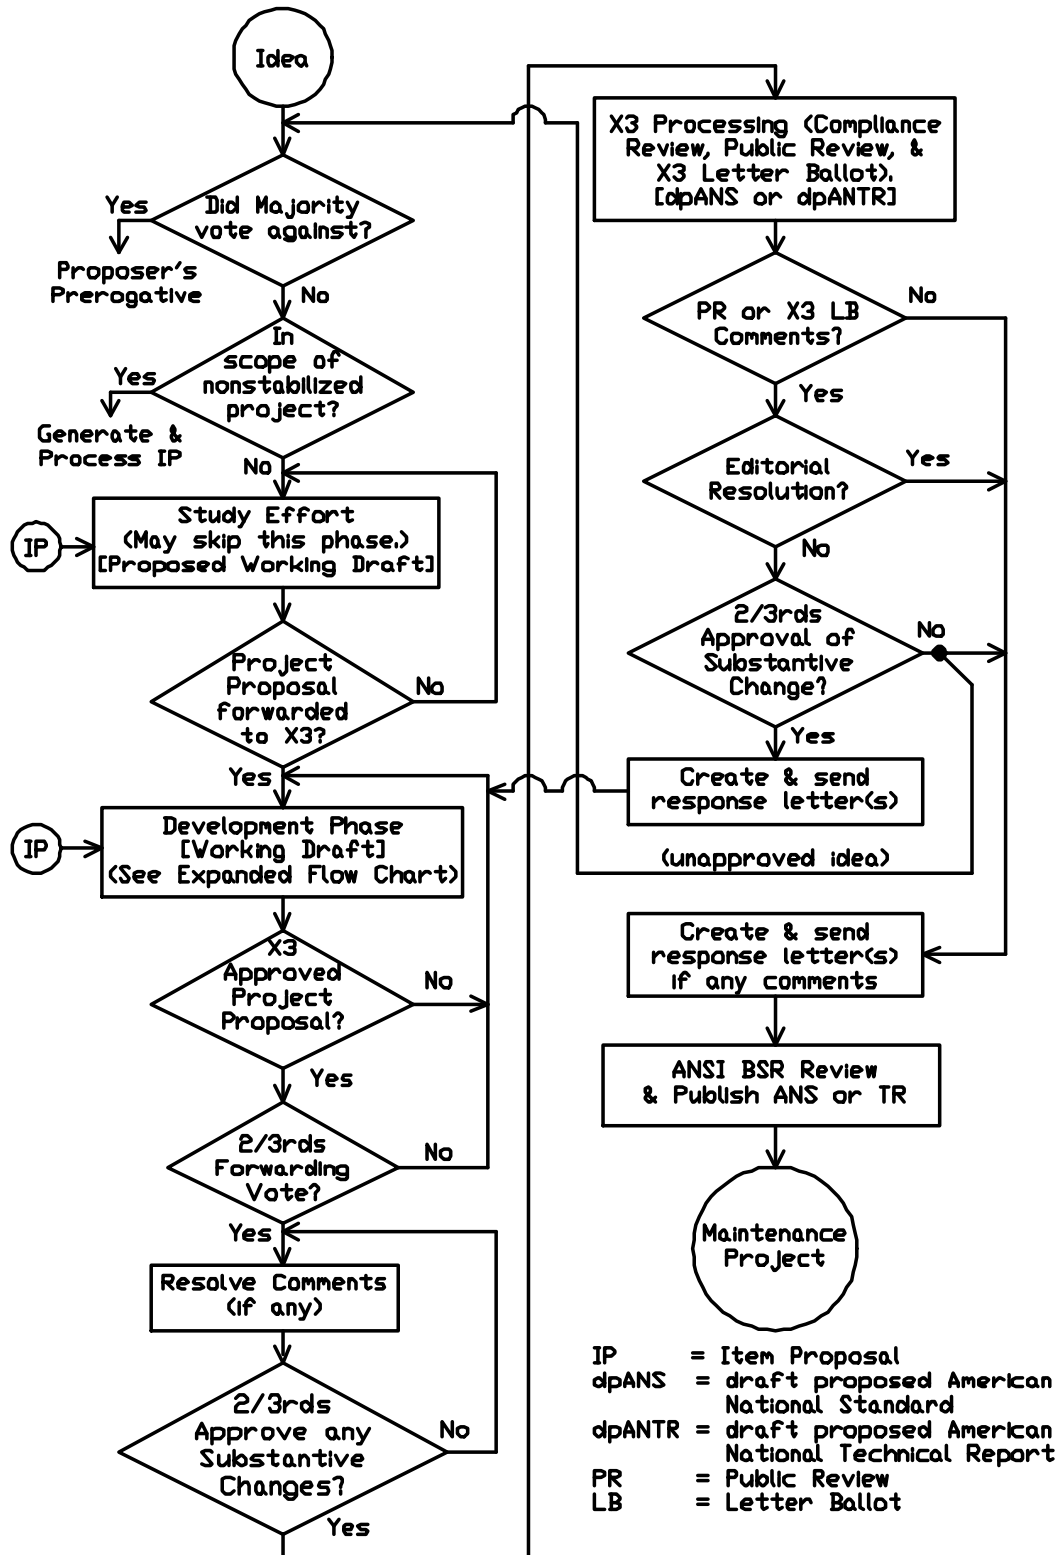 Idea
Did Majority
vote against?
Yes
Proposer's
Prerogative
No
In
scope of
nonstabilized
project?
Yes
Generate &
Process IP
No
Study Effort
(May skip this phase.)
[Proposed Working Draft]
IP
Project
Proposal
forwarded
to X3?
No
Yes
Development Phase
[Working Draft]
(See Expanded Flow Chart)
IP
X3
Approved
Project
Proposal?
No
Yes
2/3rds
Forwarding
Vote?
No
Yes
Resolve Comments
(if any)
2/3rds
Approve any
Substantive
Changes?
No
Yes
X3 Processing (Compliance
Review, Public Review, &
X3 Letter Ballot).
[dpANS or dpANTR]
PR or X3 LB
Comments?
No
Yes
Editorial
Resolution?
Yes
No
2/3rds
Approval of
Substantive
Change?
No
Yes
Create & send
response letter(s)
(unapproved idea)
Create & send
response letter(s)
if any comments
ANSI BSR Review
& Publish ANS or TR
Maintenance
Project
IP = Item Proposal
dpANS = draft proposed American
National Standard
dpANTR = draft proposed American
National Technical Report
PR = Public Review
LB = Letter Ballot